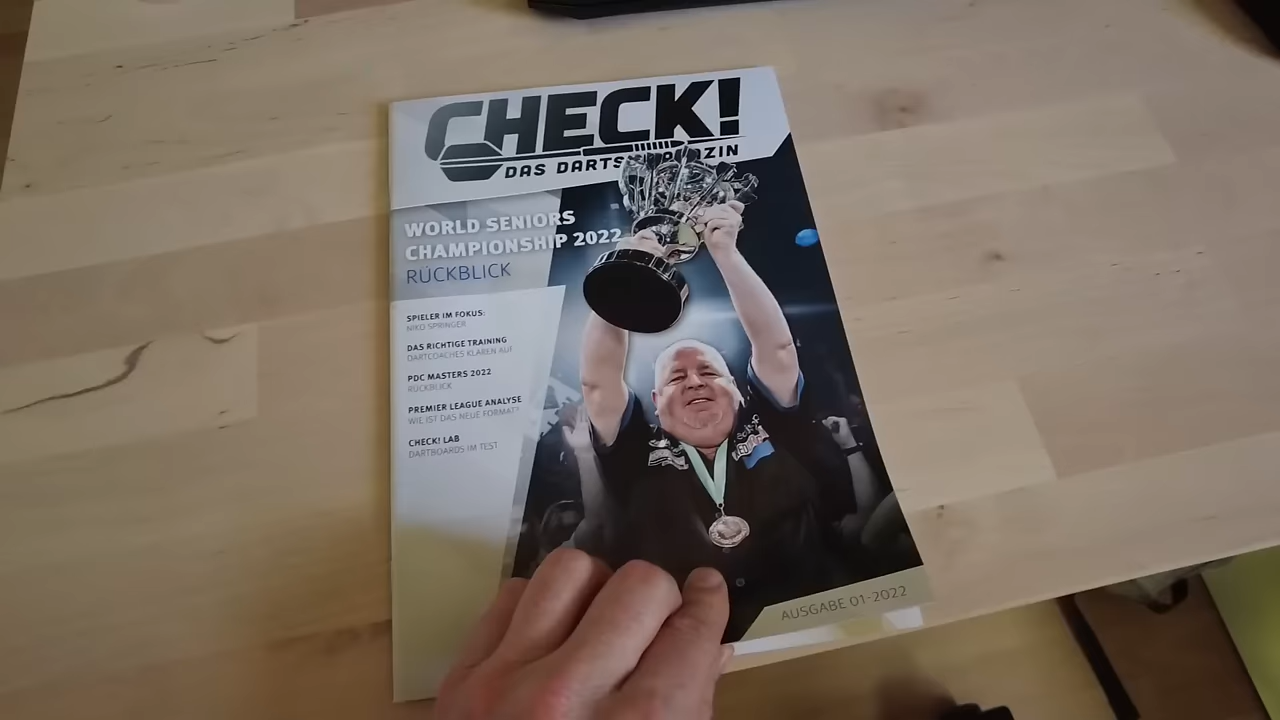 CHECK!
DAS DARTSMAGAZIN
WORLD SENIORS
CHAMPIONSHIP 2022
RÜCKBLICK
SPIELER IM FOKUS:
NIKO SPRINGER
DAS RICHTIGE TRAINING
DARTCOACHES KLÄREN AUF
PDC MASTERS 2022
RÜCKBLICK
PREMIER LEAGUE ANALYSE
WIE IST DAS NEUE FORMAT?
CHECK! LAB
DARTBOARDS IM TEST
AUSGABE 01-2022